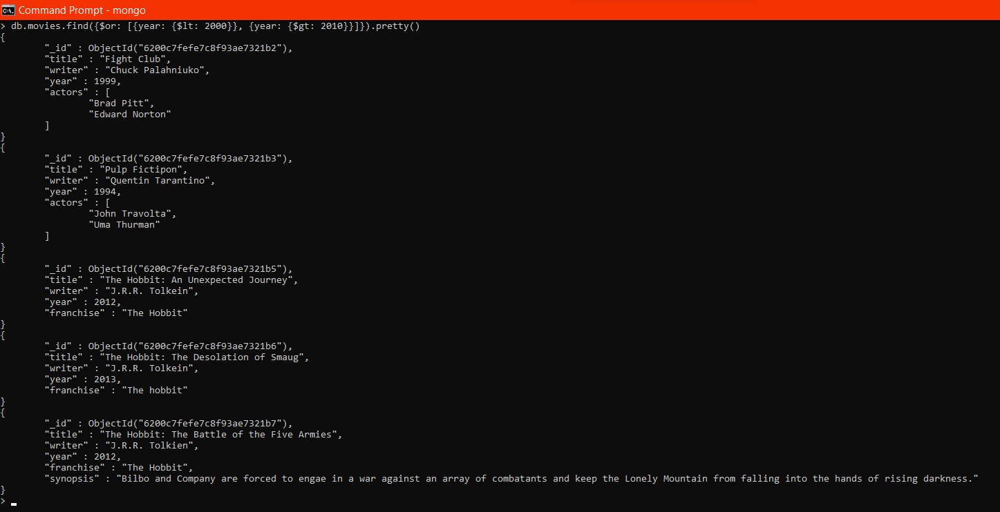 Command Prompt - mongo
> db.movies.find({$or: [{year: {$lt: 2000}}, {year: {$gt: 2010}}]}).pretty()
{
        "_id" : ObjectId("6200c7fefe7c8f93ae7321b2"),
        "title" : "Fight Club",
        "writer" : "Chuck Palahniuko",
        "year" : 1999,
        "actors" : [
                "Brad Pitt",
                "Edward Norton"
        ]
}
{
        "_id" : ObjectId("6200c7fefe7c8f93ae7321b3"),
        "title" : "Pulp Fictipon",
        "writer" : "Quentin Tarantino",
        "year" : 1994,
        "actors" : [
                "John Travolta",
                "Uma Thurman"
        ]
}
{
        "_id" : ObjectId("6200c7fefe7c8f93ae7321b5"),
        "title" : "The Hobbit: An Unexpected Journey",
        "writer" : "J.R.R. Tolkein",
        "year" : 2012,
        "franchise" : "The Hobbit"
}
{
        "_id" : ObjectId("6200c7fefe7c8f93ae7321b6"),
        "title" : "The Hobbit: The Desolation of Smaug",
        "writer" : "J.R.R. Tolkein",
        "year" : 2013,
        "franchise" : "The hobbit"
}
{
        "_id" : ObjectId("6200c7fefe7c8f93ae7321b7"),
        "title" : "The Hobbit: The Battle of the Five Armies",
        "writer" : "J.R.R. Tolkien",
        "year" : 2012,
        "franchise" : "The Hobbit",
        "synopsis" : "Bilbo and Company are forced to engae in a war against an array of combatants and keep the Lonely Mountain from falling into the hands of rising darkness."
}
>